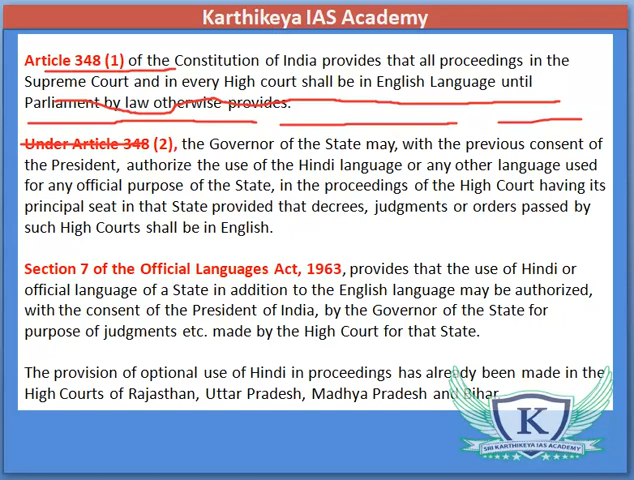 Karthikeya IAS Academy
Article 348 (1) of the Constitution of India provides that all proceedings in the
Supreme Court and in every High court shall be in English Language until
Parliament by law otherwise provides.
Under Article 348 (2), the Governor of the State may, with the previous consent of
the President, authorize the use of the Hindi language or any other language used
for any official purpose of the State, in the proceedings of the High Court having its
principal seat in that State provided that decrees, judgments or orders passed by
such High Courts shall be in English.
Section 7 of the Official Languages Act, 1963, provides that the use of Hindi or
official language of a State in addition to the English language may be authorized,
with the consent of the President of India, by the Governor of the State for
purpose of judgments etc. made by the High Court for that State.
The provision of optional use of Hindi in proceedings has already been made in the
High Courts of Rajasthan, Uttar Pradesh, Madhya Pradesh and Bihar
K
SRI KARTHIKEYA IAS ACADEMY